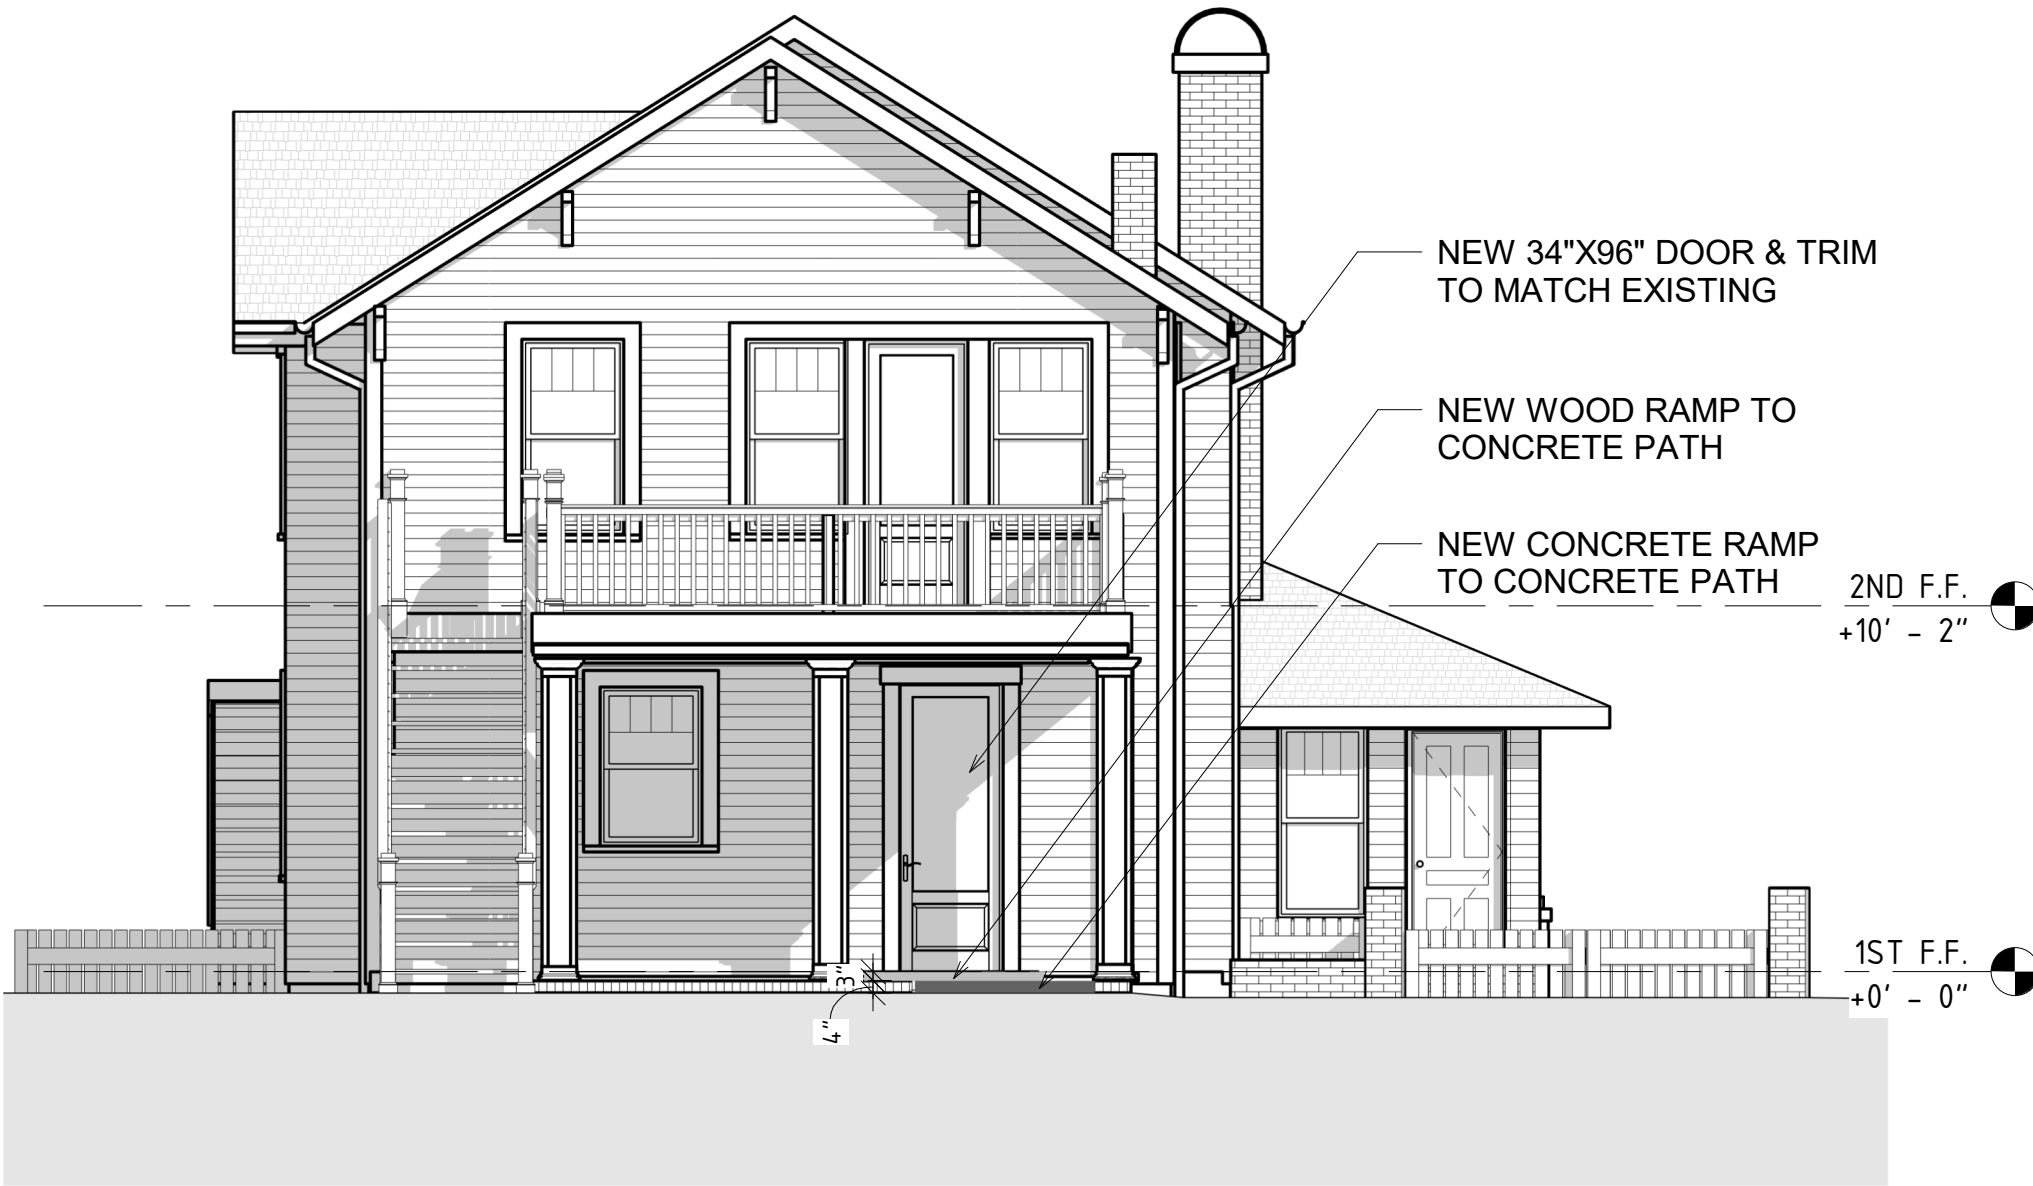 NEW 34"X96" DOOR & TRIM
TO MATCH EXISTING
NEW WOOD RAMP TO
CONCRETE PATH
NEW CONCRETE RAMP
TO CONCRETE PATH
2ND F.F.
+10' - 2"
1ST F.F.
+0' - 0"
3"
4"